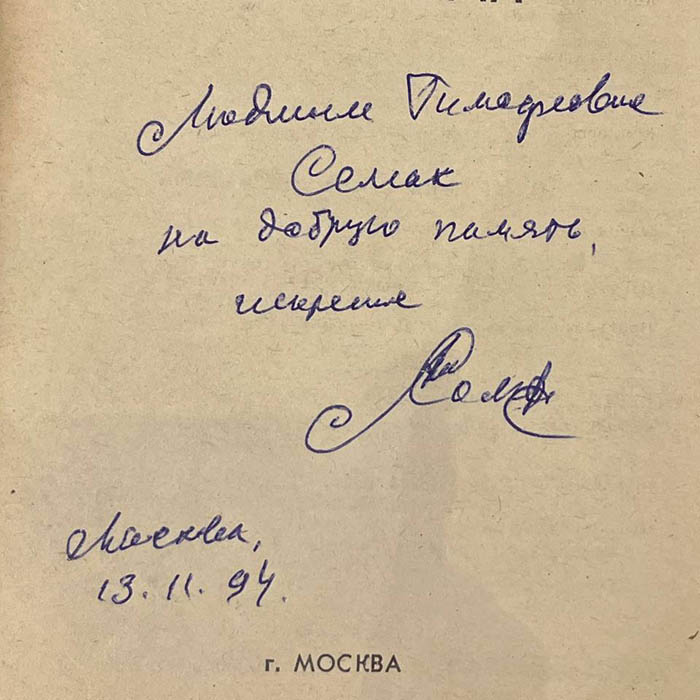 Людмиле Тимофеевне
Семак
на добрую память,
искренне
Москва,
13.11.94.
г. МОСКВА